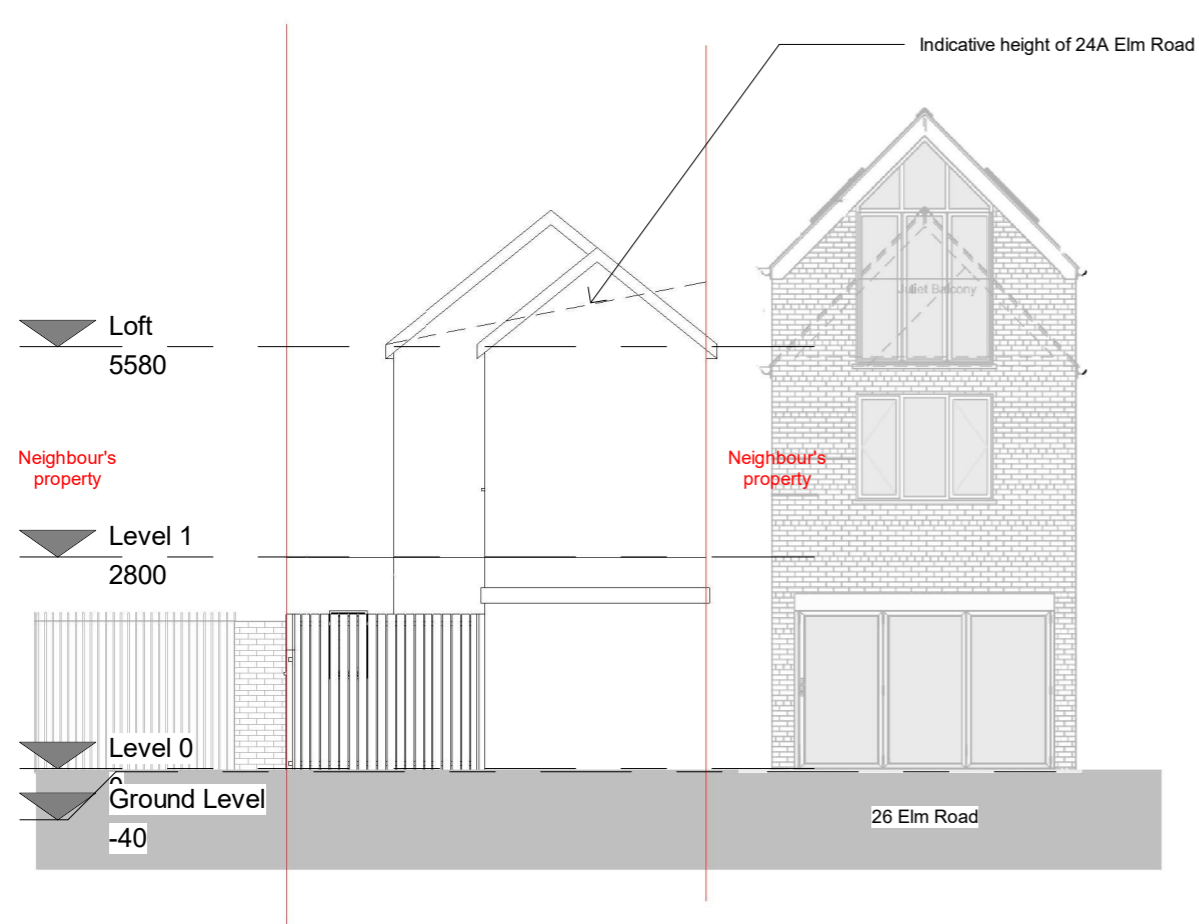 Indicative height of 24A Elm Road
Juliet Balcony
Loft
5580
Neighbour's
property
Neighbour's
property
Level 1
2800
Level 0
0
Ground Level
-40
26 Elm Road